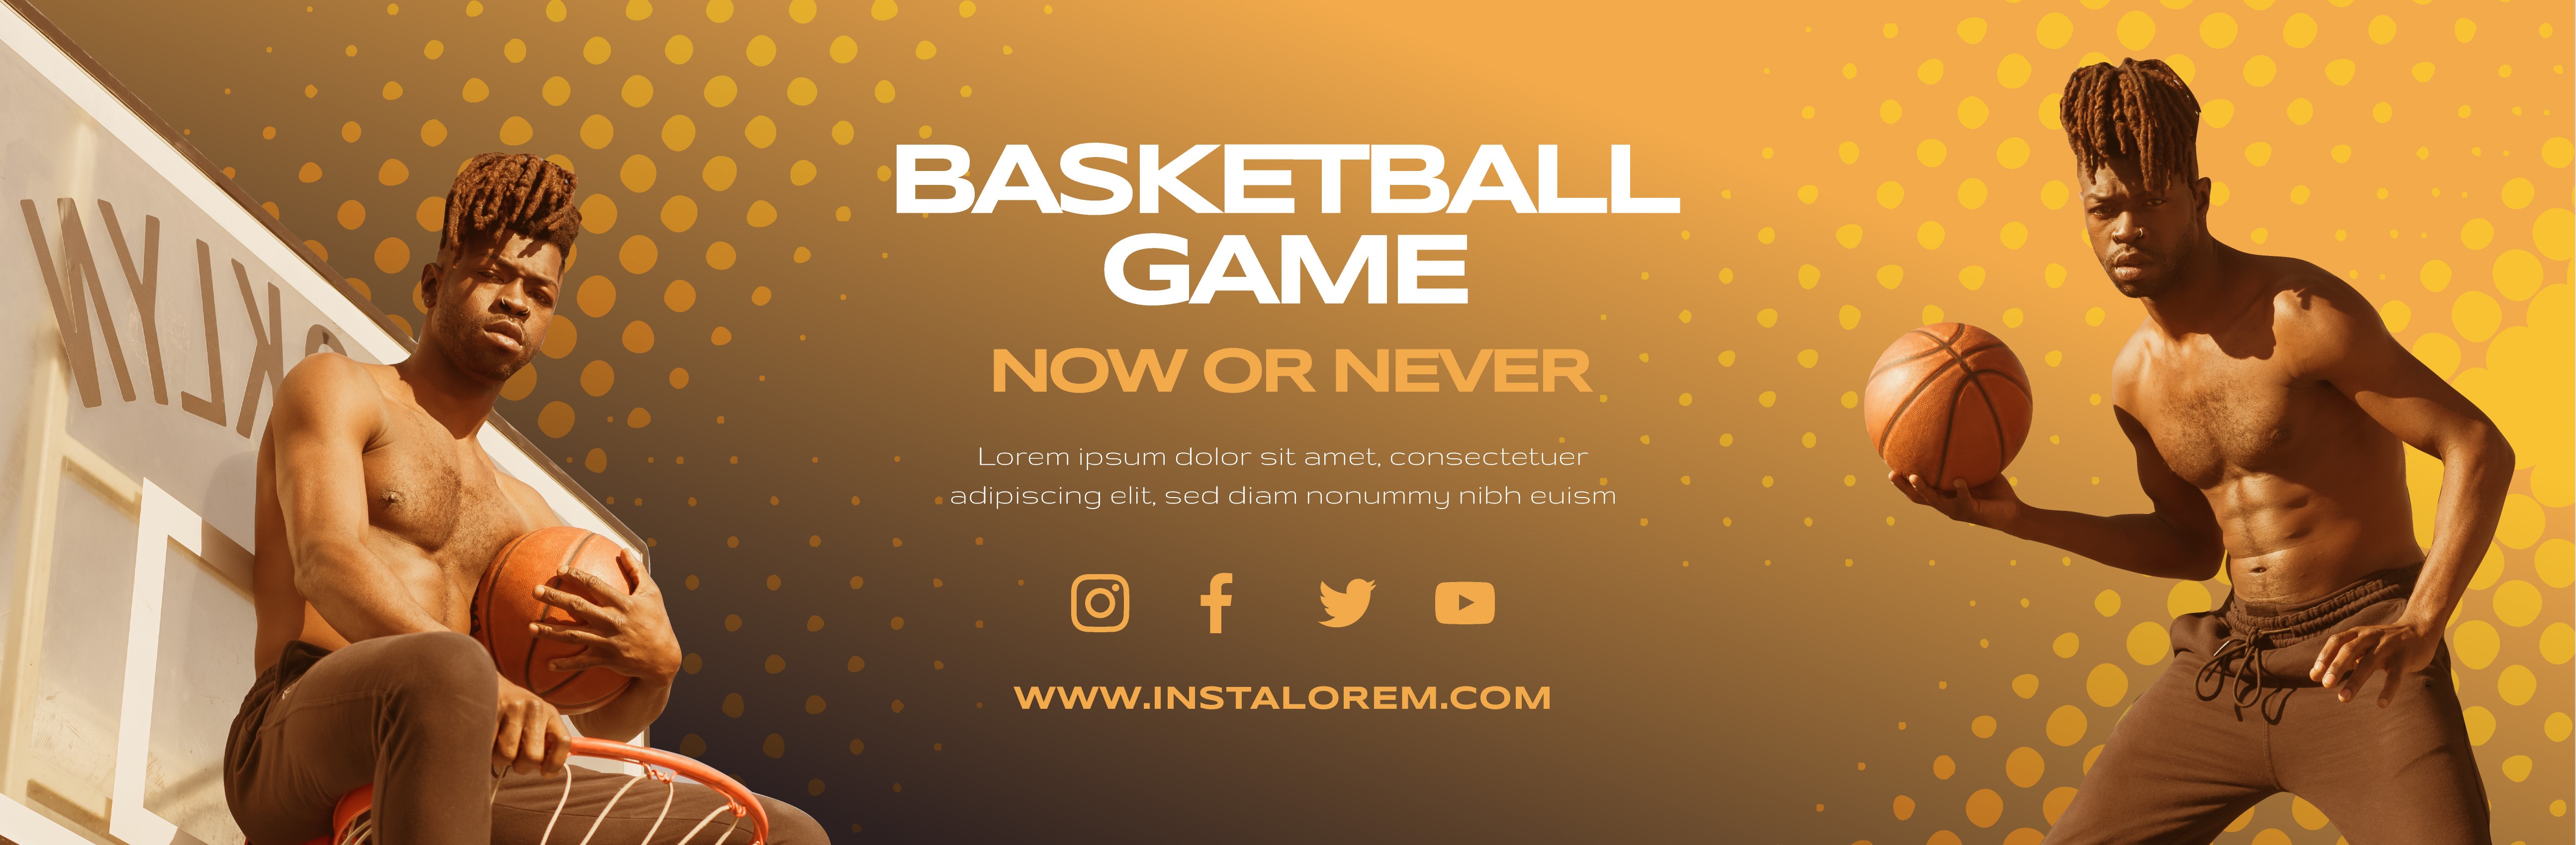 KLYN
BASKETBALL
GAME
NOW OR NEVER
Lorem ipsum dolor sit amet, consectetuer
adipiscing elit, sed diam nonummy nibh euism
WWW.INSTALOREM.COM